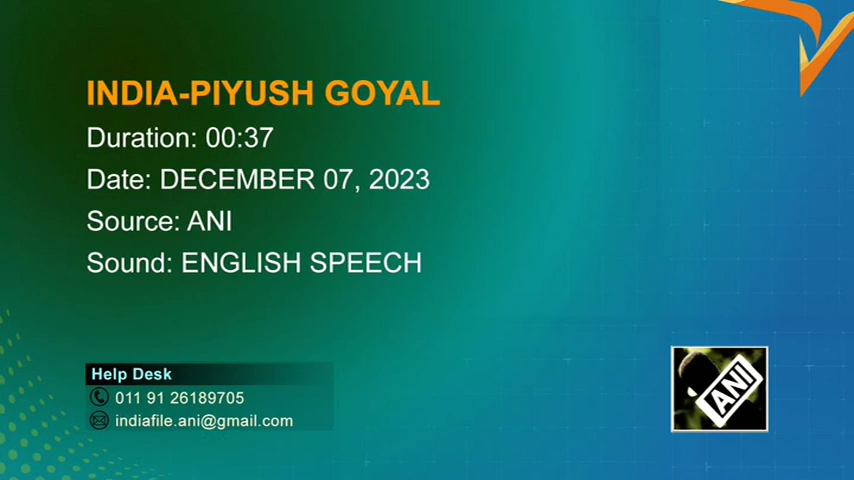 INDIA-PIYUSH GOYAL
Duration: 00:37
Date: DECEMBER 07, 2023
Source: ANI
Sound: ENGLISH SPEECH
Help Desk
011 91 26189705
indiafile.ani@gmail.com
ANI